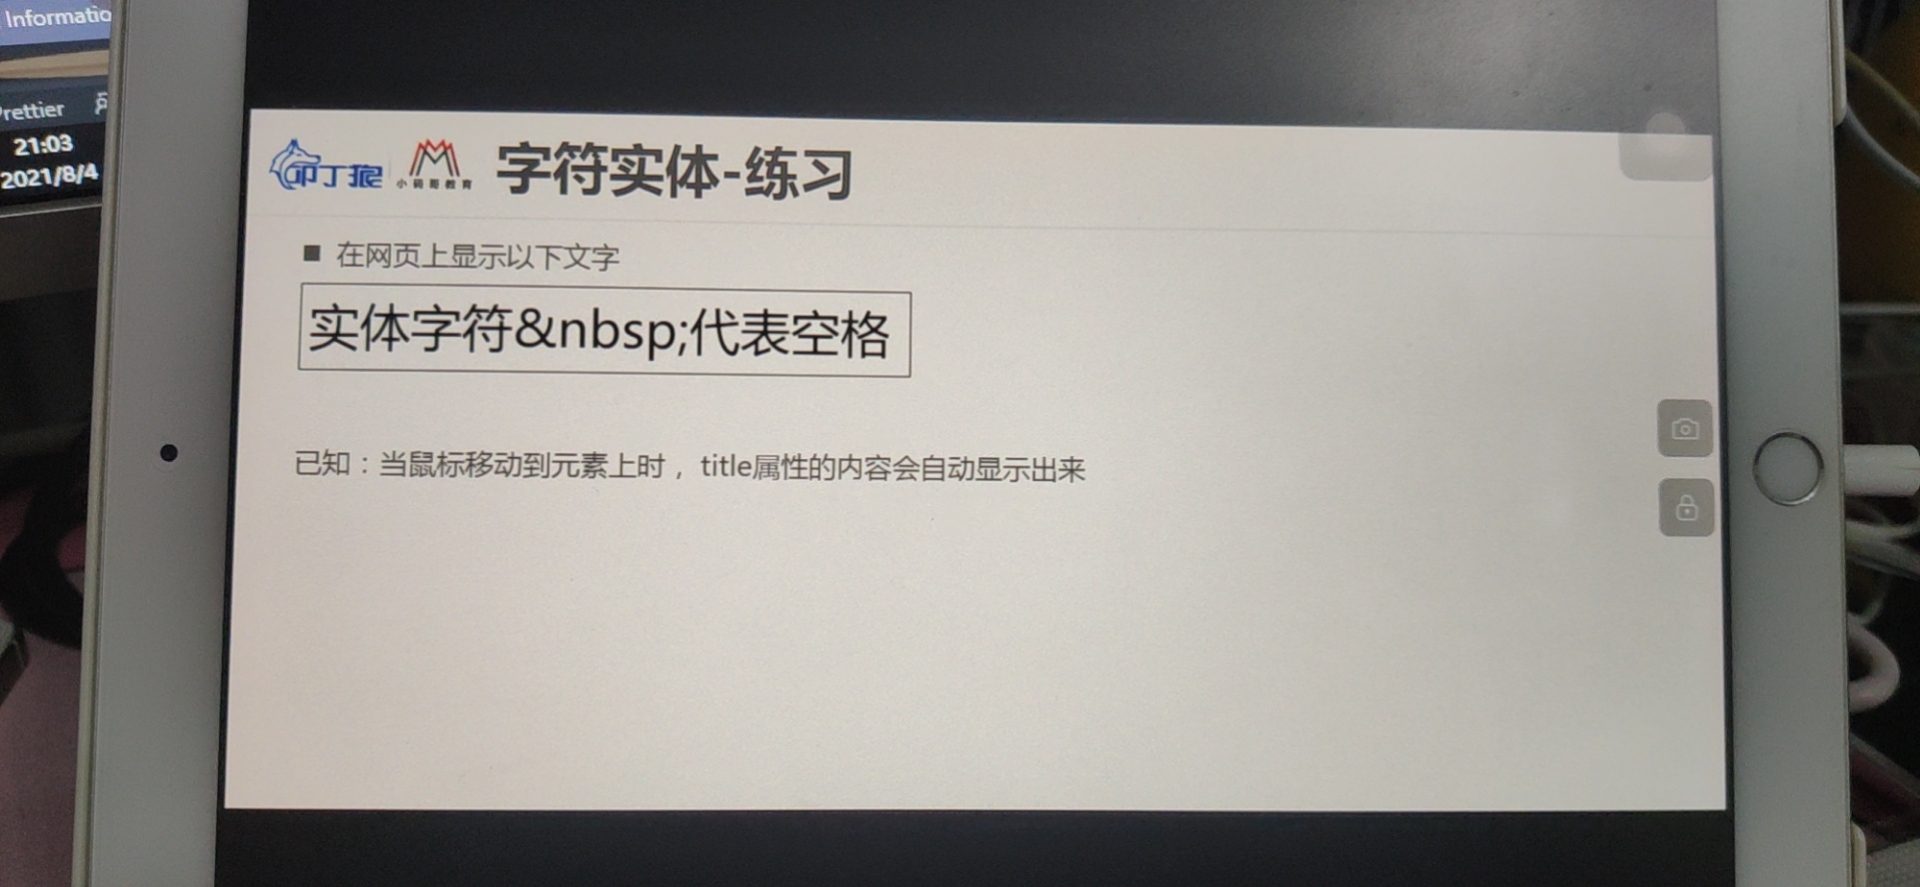 Informatio
rettier
21:03
2021/8/4
叩丁狼 小码哥教育 字符实体-练习
■ 在网页上显示以下文字
实体字符&nbsp;代表空格
已知：当鼠标移动到元素上时，title属性的内容会自动显示出来